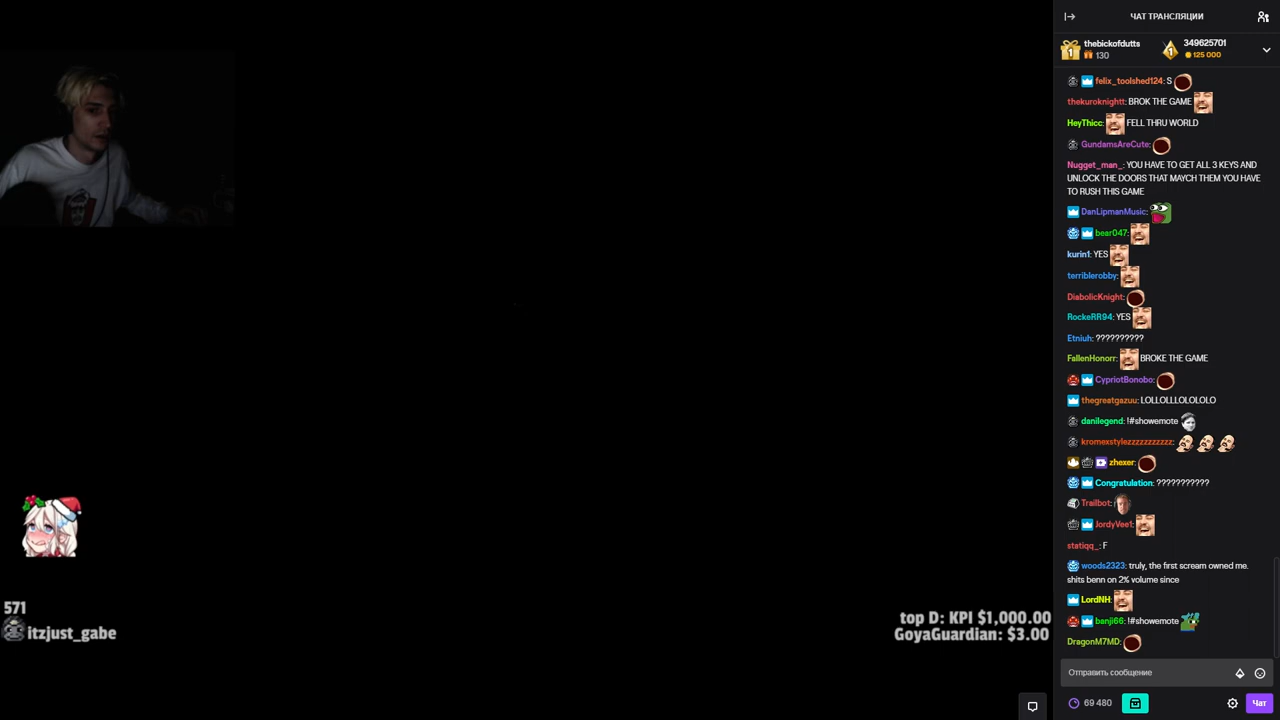 ЧАТ ТРАНСЛЯЦИИ
thebickofdutts
130
349625701
125 000
felix_toolshed124: S
thekuroknightt: BROK THE GAME
HeyThicc: FELL THRU WORLD
GundamsAreCute:
Nugget_man_: YOU HAVE TO GET ALL 3 KEYS AND
UNLOCK THE DOORS THAT MAYCH THEM YOU HAVE
TO RUSH THIS GAME
DanLipmanMusic:
bear047:
kurin1: YES
terriblerobby:
DiabolicKnight:
RockeRR94: YES
Etniuh: ??????????
FallenHonorr: BROKE THE GAME
CypriotBonobo:
thegreatgazuu: LOLLOLLLOLOLOLO
danilegend: !#showemote
kromexstylezzzzzzzzzzz:
zhexer:
Congratulation: ???????????
Trailbot:
JordyVee1:
statiqq_: F
woods2323: truly, the first scream owned me.
shits benn on 2% volume since
LordNH:
banji66: !#showemote
DragonM7MD:
571
itzjust_gabe
top D: KPI $1,000.00
GoyaGuardian: $3.00
Отправить сообщение
69 480
Чат